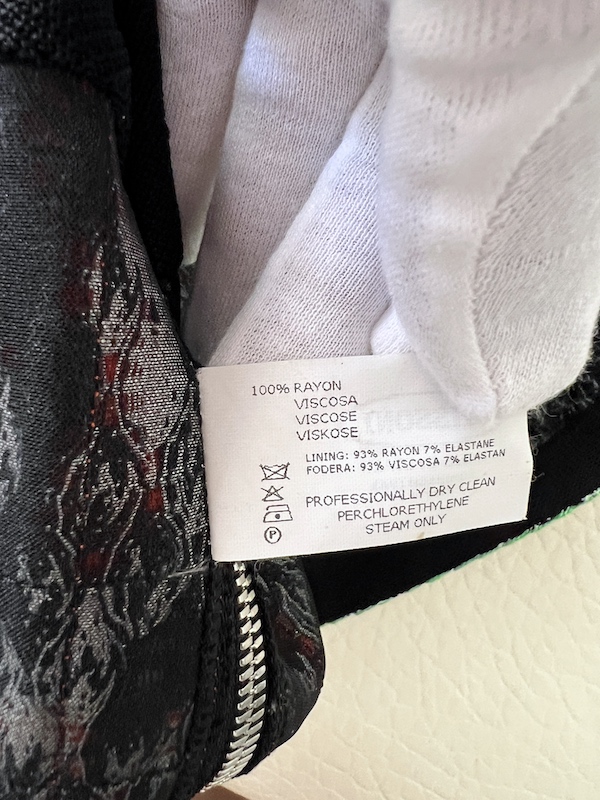 100% RAYON
VISCOSA
VISCOSE
VISKOSE
LINING: 93% RAYON 7% ELASTANE
FODERA: 93% VISCOSA 7% ELASTAN
PROFESSIONALLY DRY CLEAN
PERCHLORETHYLENE
STEAM ONLY
P